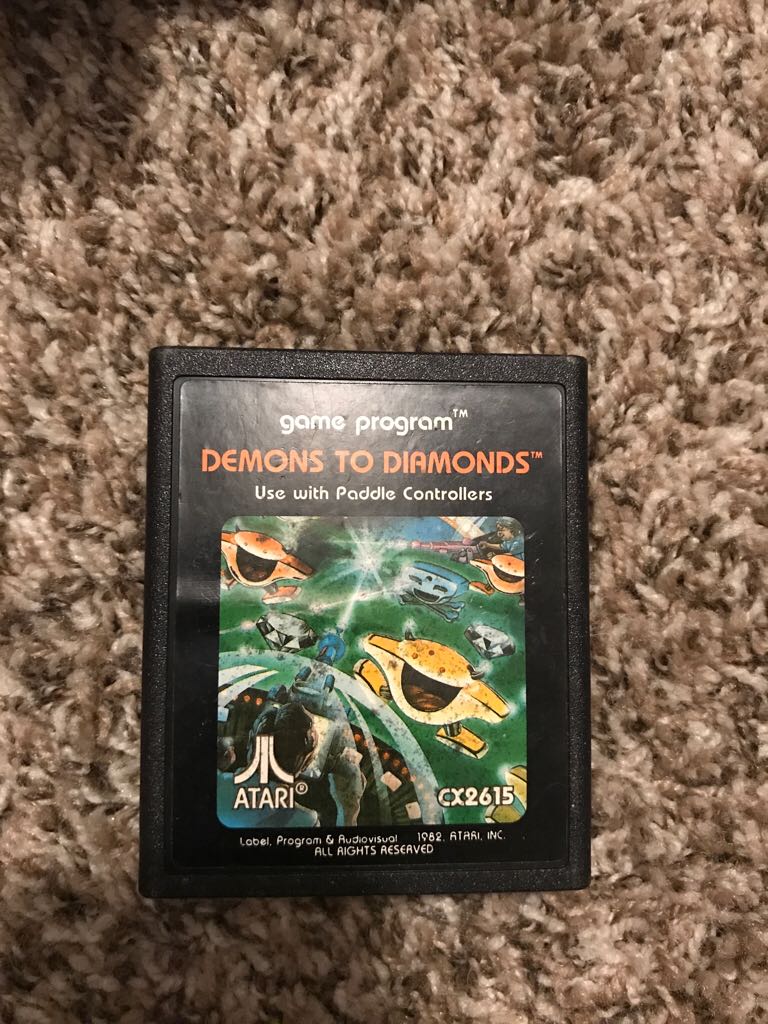 game program™
DEMONS TO DIAMONDS™
Use with Paddle Controllers
ATARI®
CX2615
Label, Program & Audiovisual 1982, ATARI, INC.
ALL RIGHTS RESERVED